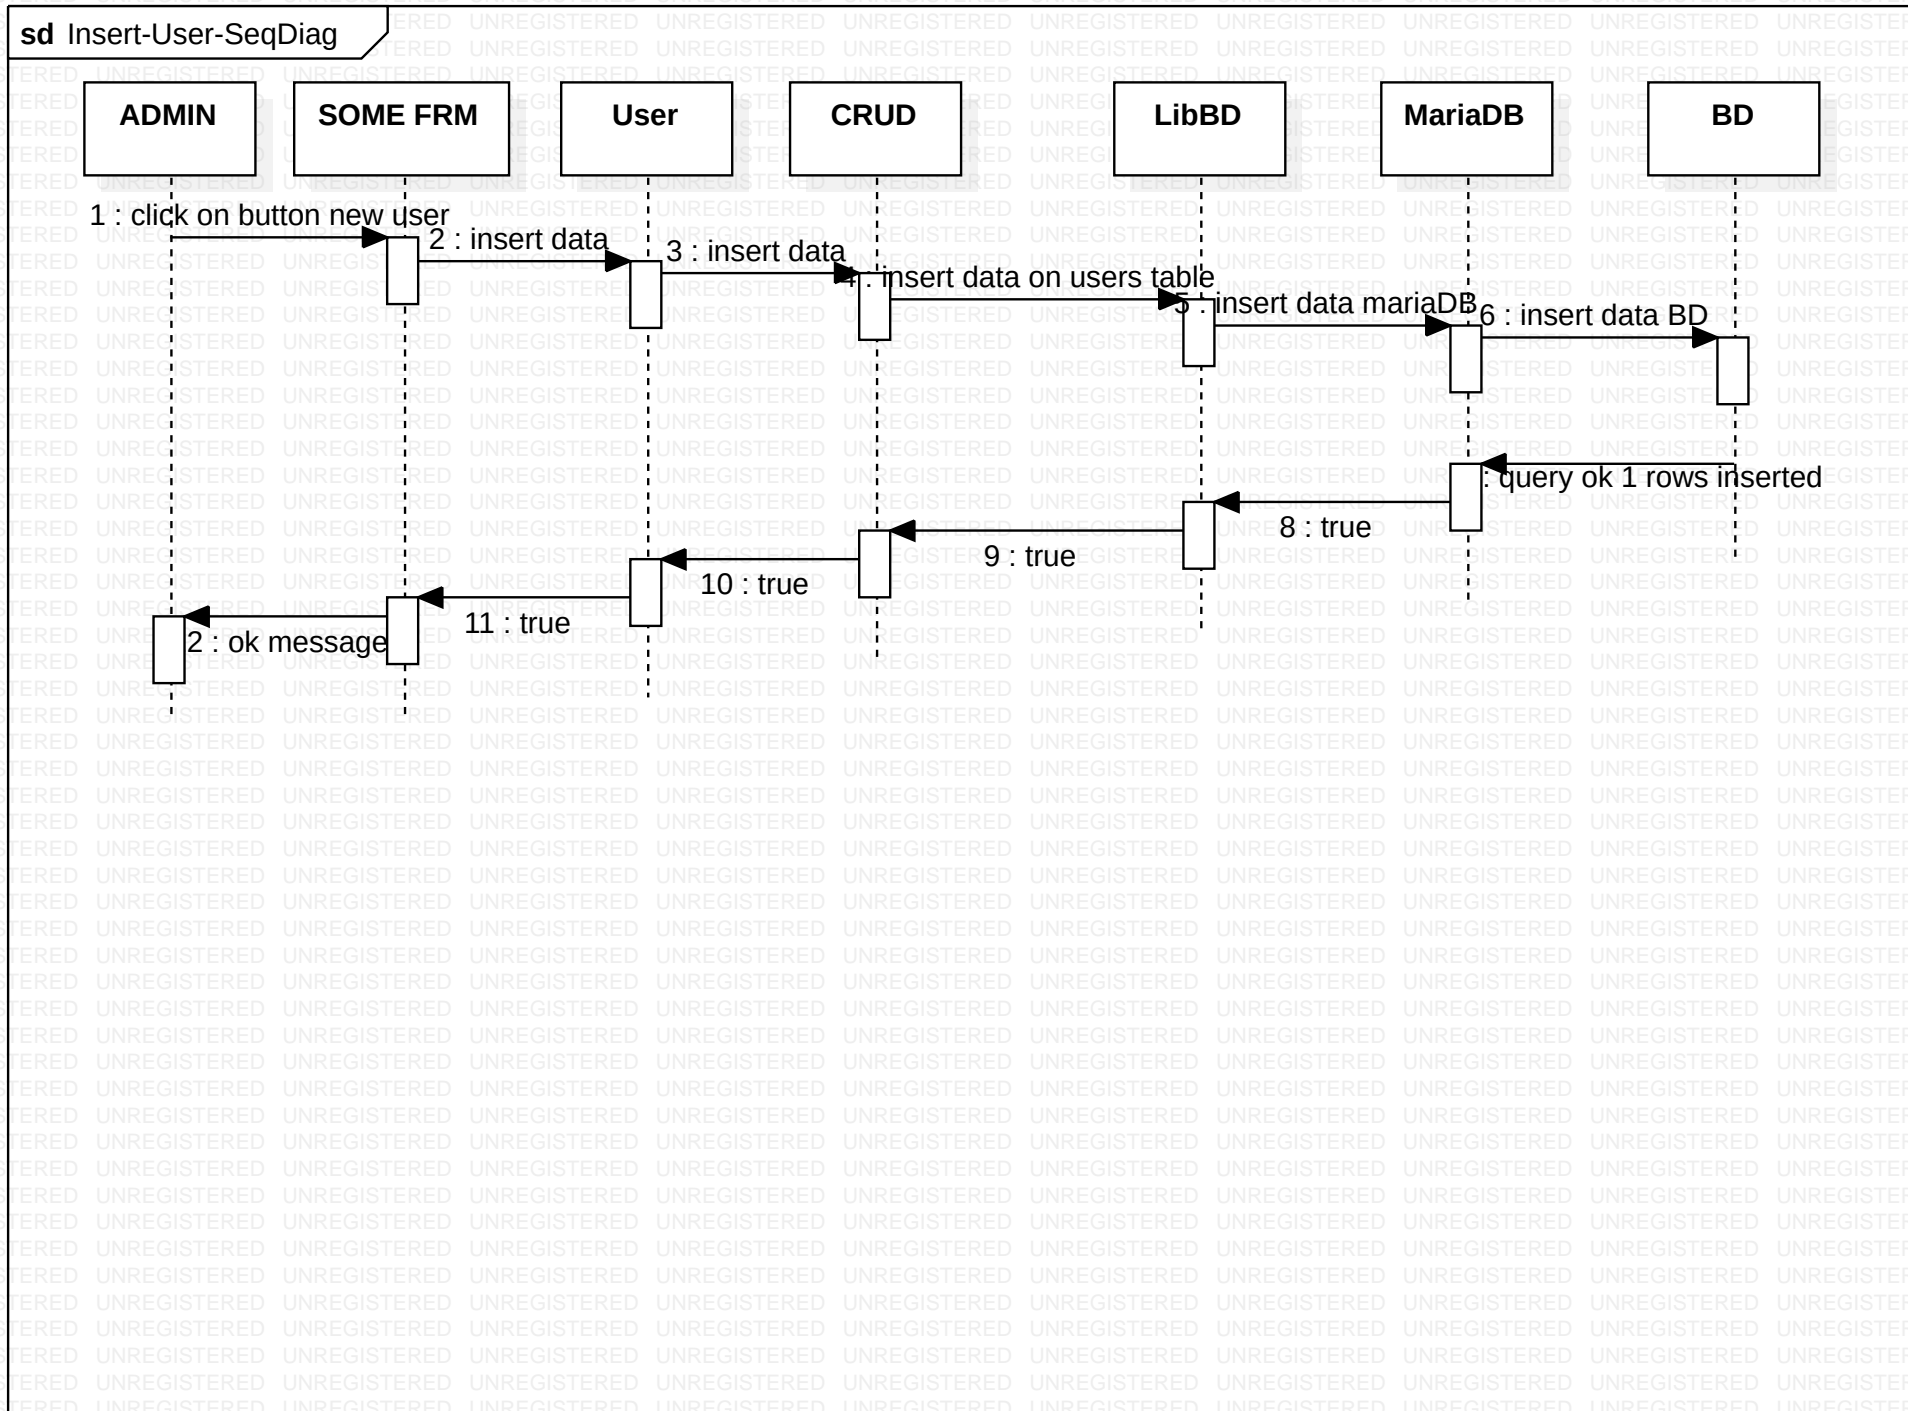 sd Insert-User-SeqDiag
ADMIN
SOME FRM
User
CRUD
LibBD
MariaDB
BD
1 : click on button new user
2 : insert data
3 : insert data
4 : insert data on users table
5 : insert data mariaDB
6 : insert data BD
: query ok 1 rows inserted
8 : true
9 : true
10 : true
11 : true
2 : ok message
UNREGISTERED